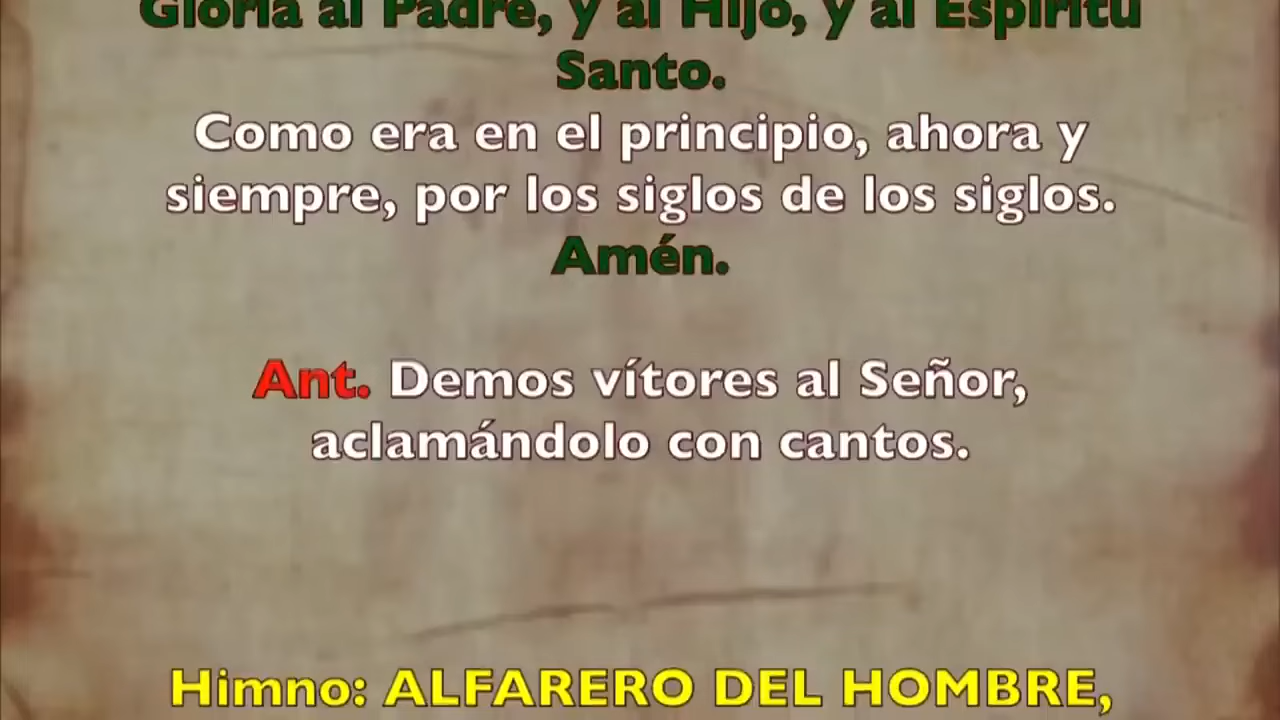 Gloria al Padre, y al Hijo, y al Espíritu
Santo.
Como era en el principio, ahora y
siempre, por los siglos de los siglos.
Amén.
Ant. Demos vítores al Señor,
aclamándolo con cantos.
Himno: ALFARERO DEL HOMBRE,